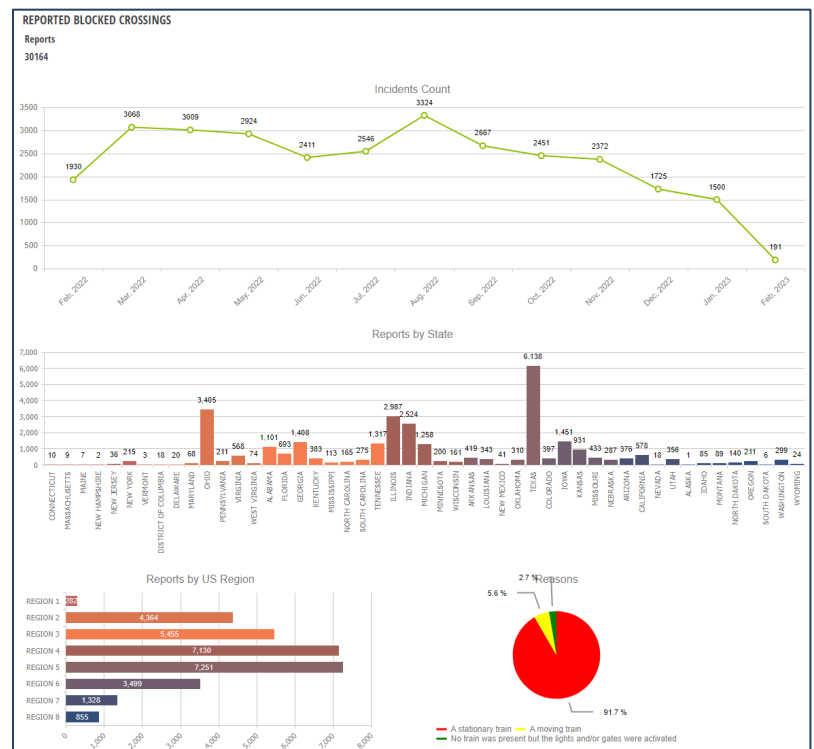 REPORTED BLOCKED CROSSINGS
Reports
30164
Incidents Count
3500
3000
2500
2000
1500
1000
500
0
1930
3068
3009
2924
2411
2546
3324
2667
2451
2372
1725
1500
191
Feb, 2022
Mar, 2022
Apr, 2022
May, 2022
Jun, 2022
Jul, 2022
Aug, 2022
Sep, 2022
Oct, 2022
Nov, 2022
Dec, 2022
Jan, 2023
Feb, 2023
Reports by State
7,000
6,000
5,000
4,000
3,000
2,000
1,000
0
10 9 7 2 36 215 3 18 20 68 3,405 211 568 74 1,101 693 1,408 383 113 165 275 1,317 2,987 2,524 1,258 200 161 419 343 41 310 6,138 397 1,451 931 433 287 376 578 18 356 1 85 89 140 211 6 299 24
CONNECTICUT
MASSACHUSETTS
MAINE
NEW HAMPSHIRE
NEW JERSEY
NEW YORK
VERMONT
DISTRICT OF COLUMBIA
DELAWARE
MARYLAND
OHIO
PENNSYLVANIA
VIRGINIA
WEST VIRGINIA
ALABAMA
FLORIDA
GEORGIA
KENTUCKY
MISSISSIPPI
NORTH CAROLINA
SOUTH CAROLINA
TENNESSEE
ILLINOIS
INDIANA
MICHIGAN
MINNESOTA
WISCONSIN
ARKANSAS
LOUISIANA
NEW MEXICO
OKLAHOMA
TEXAS
COLORADO
IOWA
KANSAS
MISSOURI
NEBRASKA
ARIZONA
CALIFORNIA
NEVADA
UTAH
ALASKA
IDAHO
MONTANA
NORTH DAKOTA
OREGON
SOUTH DAKOTA
WASHINGTON
WYOMING
Reports by US Region
REGION 1 282
REGION 2 4,364
REGION 3 5,455
REGION 4 7,130
REGION 5 7,251
REGION 6 3,499
REGION 7 1,328
REGION 8 855
0 1,000 2,000 3,000 4,000 5,000 6,000 7,000 8,000
Reasons
2.7 %
5.6 %
91.7 %
A stationary train A moving train
No train was present but the lights and/or gates were activated